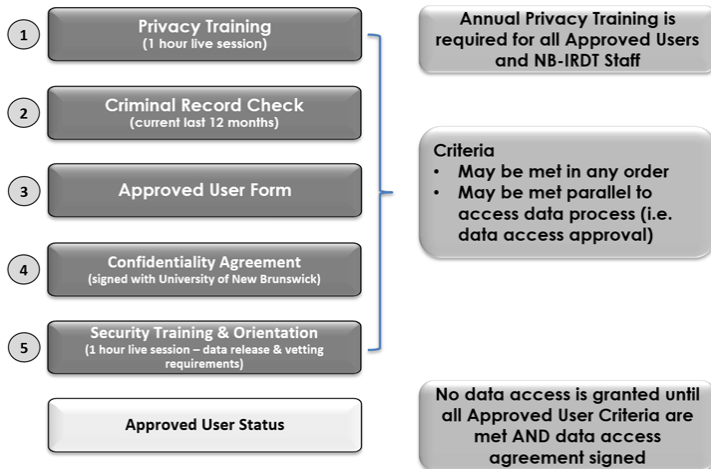 1
Privacy Training
(1 hour live session)
2
Criminal Record Check
(current last 12 months)
3
Approved User Form
4
Confidentiality Agreement
(signed with University of New Brunswick)
5
Security Training & Orientation
(1 hour live session – data release & vetting
requirements)
Approved User Status
Annual Privacy Training is
required for all Approved Users
and NB-IRDT Staff
Criteria
• May be met in any order
• May be met parallel to
access data process (i.e.
data access approval)
No data access is granted until
all Approved User Criteria are
met AND data access
agreement signed